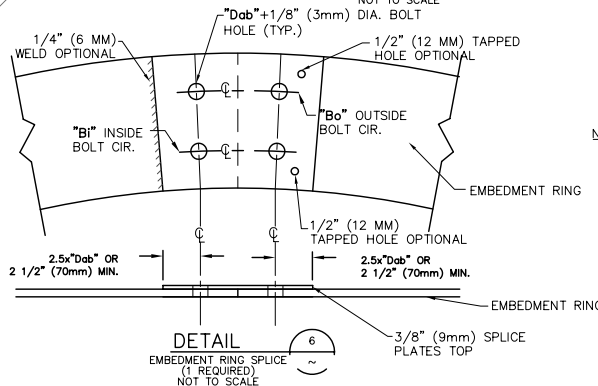 NOT TO SCALE
"Dab"+1/8" (3mm) DIA. BOLT
HOLE (TYP.)
1/4" (6 MM)
WELD OPTIONAL
1/2" (12 MM) TAPPED
HOLE OPTIONAL
"Bo" OUTSIDE
BOLT CIR.
"Bi" INSIDE
BOLT CIR.
N
EMBEDMENT RING
1/2" (12 MM)
TAPPED HOLE OPTIONAL
2.5x"Dab" OR
2 1/2" (70mm) MIN.
2.5x"Dab" OR
2 1/2" (70mm) MIN.
EMBEDMENT RING
3/8" (9mm) SPLICE
PLATES TOP
DETAIL
6
~
EMBEDMENT RING SPLICE
(1 REQUIRED)
NOT TO SCALE